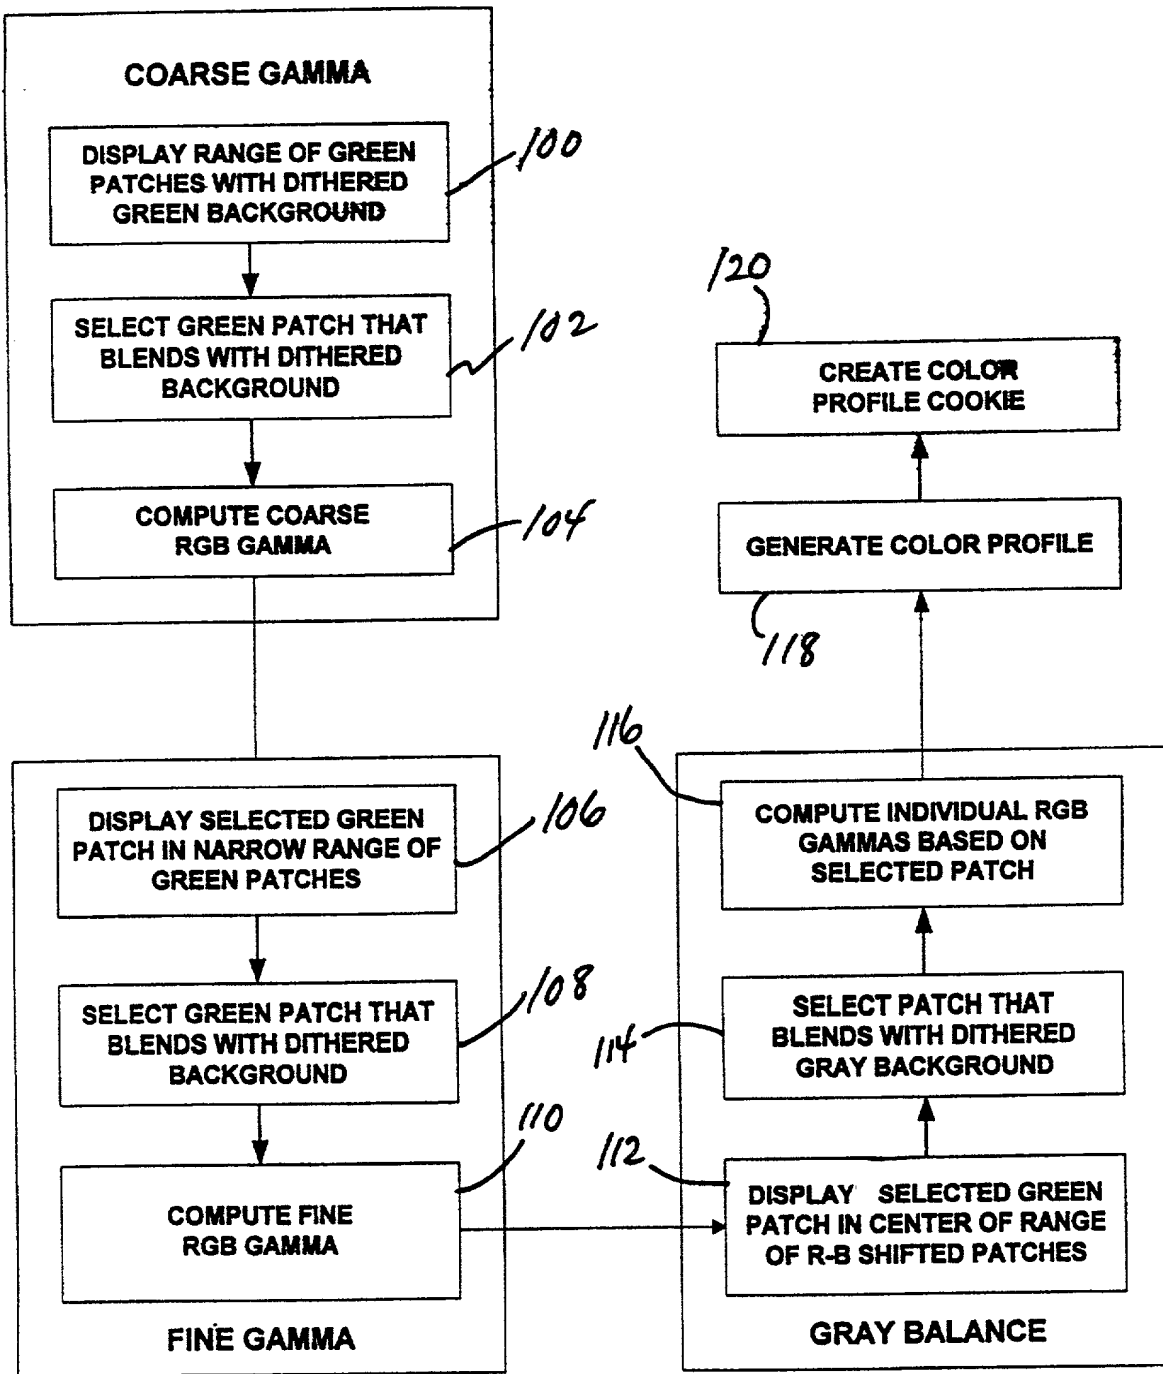 COARSE GAMMA
DISPLAY RANGE OF GREEN
PATCHES WITH DITHERED
GREEN BACKGROUND
100
SELECT GREEN PATCH THAT
BLENDS WITH DITHERED
BACKGROUND
102
COMPUTE COARSE
RGB GAMMA
104
DISPLAY SELECTED GREEN
PATCH IN NARROW RANGE OF
GREEN PATCHES
106
SELECT GREEN PATCH THAT
BLENDS WITH DITHERED
BACKGROUND
108
COMPUTE FINE
RGB GAMMA
110
FINE GAMMA
112
DISPLAY SELECTED GREEN
PATCH IN CENTER OF RANGE
OF R-B SHIFTED PATCHES
114
SELECT PATCH THAT
BLENDS WITH DITHERED
GRAY BACKGROUND
116
COMPUTE INDIVIDUAL RGB
GAMMAS BASED ON
SELECTED PATCH
GRAY BALANCE
118
GENERATE COLOR PROFILE
120
CREATE COLOR
PROFILE COOKIE